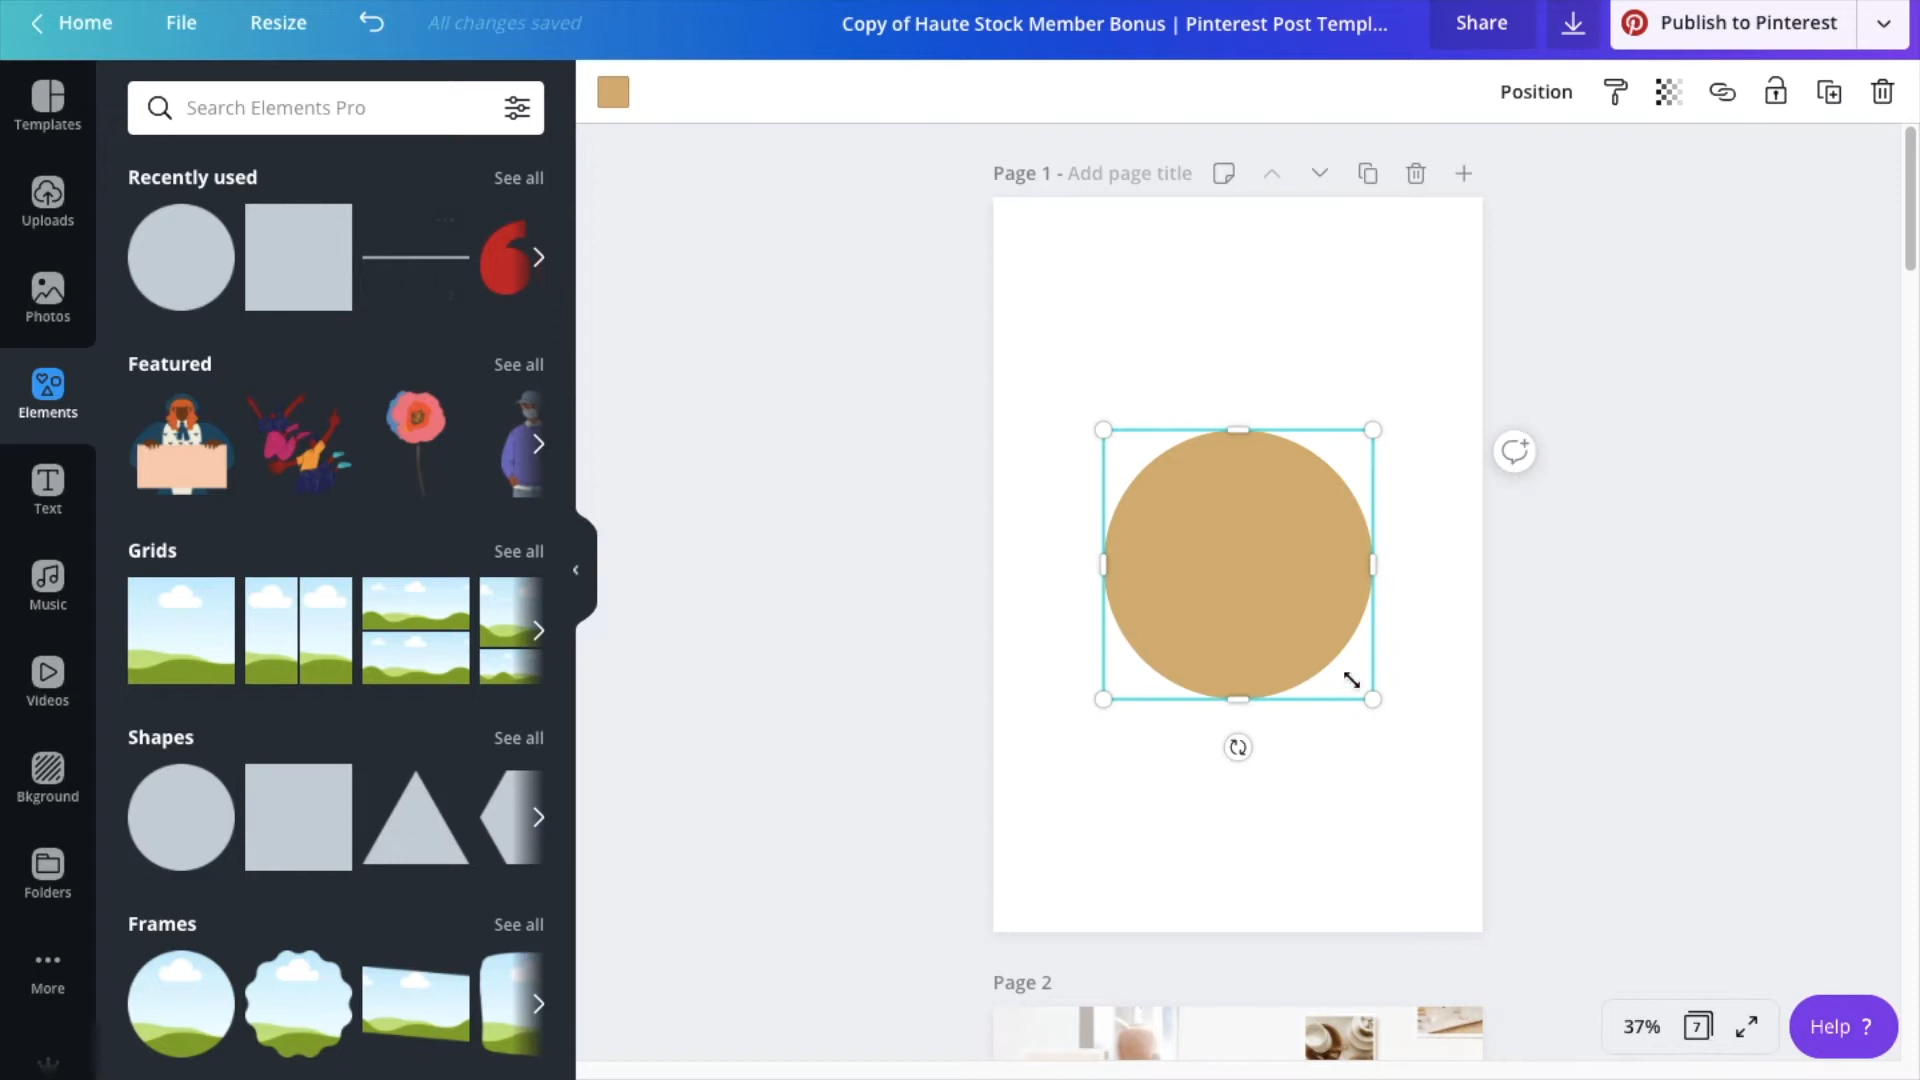 Home File Resize All changes saved Copy of Haute Stock Member Bonus | Pinterest Post Templ... Share Publish to Pinterest
Templates
Uploads
Photos
Elements
Text
Music
Videos
Bkground
Folders
More
Search Elements Pro
Recently used See all
Featured See all
Grids See all
Shapes See all
Frames See all
Position
Page 1 - Add page title
Page 2
37% 7 Help ?